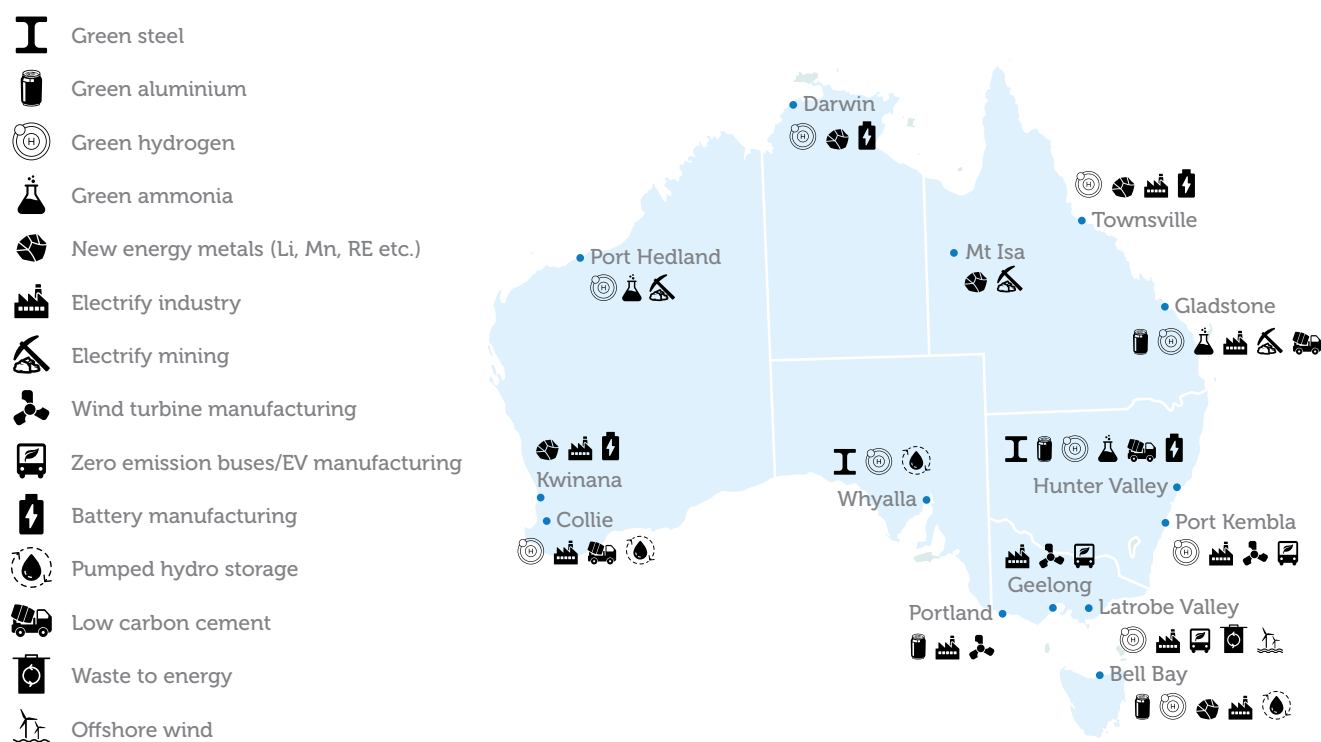 Green steel
Green aluminium
Green hydrogen
Green ammonia
New energy metals (Li, Mn, RE etc.)
Electrify industry
Electrify mining
Wind turbine manufacturing
Zero emission buses/EV manufacturing
Battery manufacturing
Pumped hydro storage
Low carbon cement
Waste to energy
Offshore wind
Darwin
Townsville
Port Hedland
Mt Isa
Gladstone
Kwinana
Collie
Whyalla
Hunter Valley
Port Kembla
Geelong
Portland
Latrobe Valley
Bell Bay